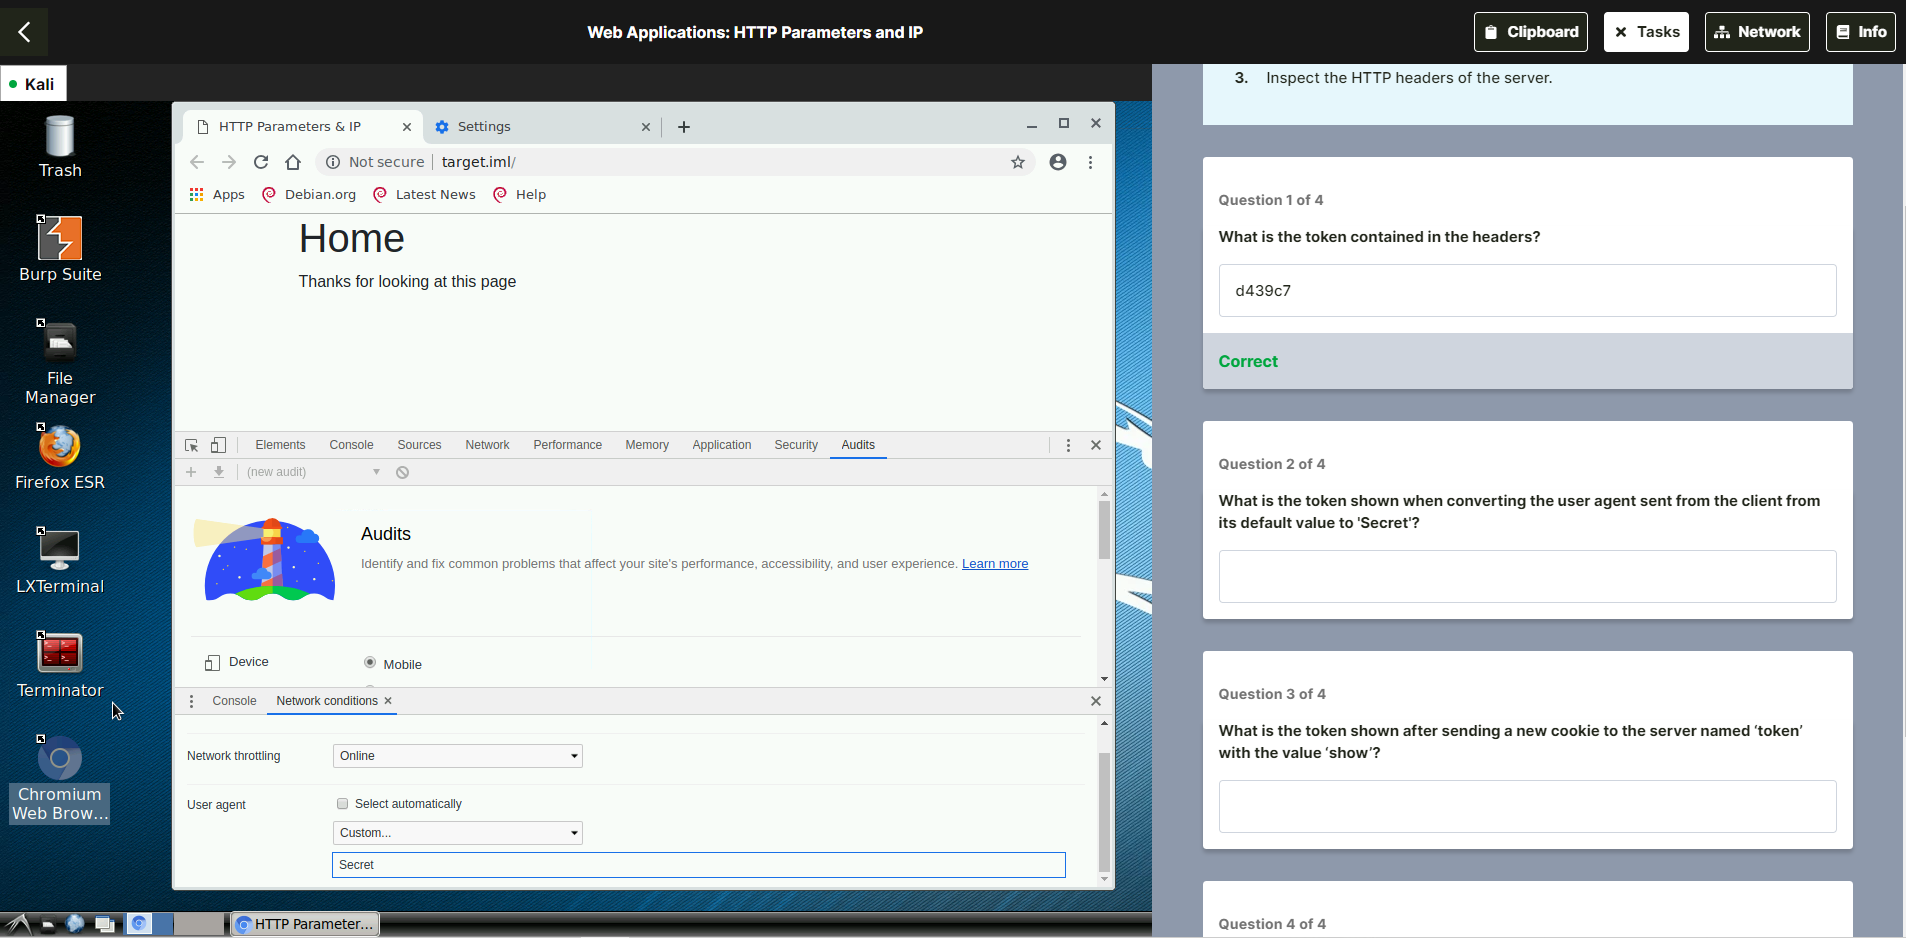 Web Applications: HTTP Parameters and IP
Clipboard
Tasks
Network
Info
Kali
Trash
Burp Suite
File
Manager
Firefox ESR
LXTerminal
Terminator
Chromium
Web Brow...
HTTP Parameters & IP
Settings
Not secure
target.iml/
Apps
Debian.org
Latest News
Help
Home
Thanks for looking at this page
Elements
Console
Sources
Network
Performance
Memory
Application
Security
Audits
(new audit)
Audits
Identify and fix common problems that affect your site's performance, accessibility, and user experience. Learn more
Device
Mobile
Console
Network conditions
Network throttling
Online
User agent
Select automatically
Custom...
Secret
HTTP Parameter...
3. Inspect the HTTP headers of the server.
Question 1 of 4
What is the token contained in the headers?
d439c7
Correct
Question 2 of 4
What is the token shown when converting the user agent sent from the client from
its default value to 'Secret'?
Question 3 of 4
What is the token shown after sending a new cookie to the server named ‘token’
with the value ‘show’?
Question 4 of 4